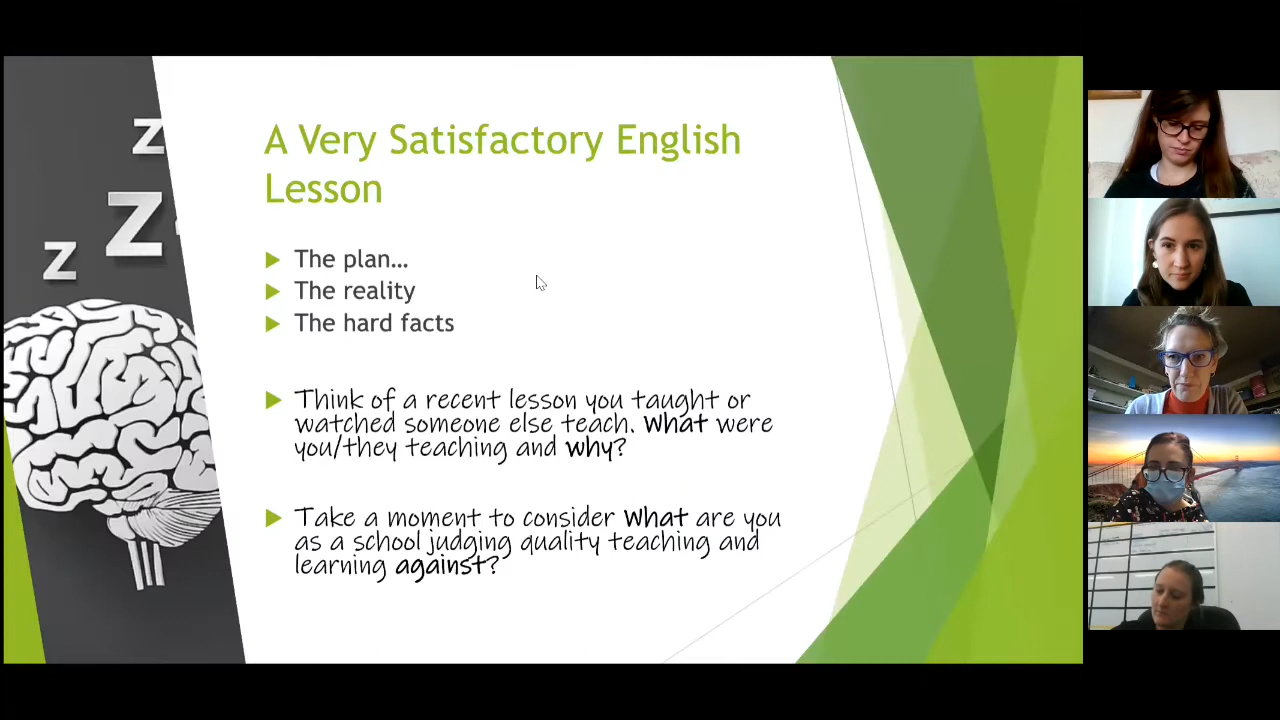 z
z
z
A Very Satisfactory English
Lesson
The plan…
The reality
The hard facts
Think of a recent lesson you taught or
watched someone else teach. What were
you/they teaching and why?
Take a moment to consider What are you
as a school judging quality teaching and
learning against?